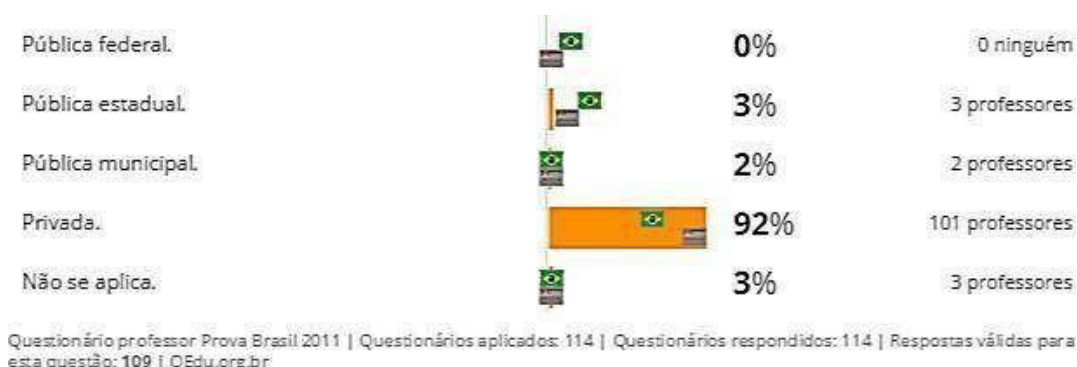 Pública federal. 0% 0 ninguém
Pública estadual. 3% 3 professores
Pública municipal. 2% 2 professores
Privada. 92% 101 professores
Não se aplica. 3% 3 professores
Questionário professor Prova Brasil 2011 | Questionários aplicados: 114 | Questionários respondidos: 114 | Respostas válidas para
esta questão: 109 | QEdu.org.br